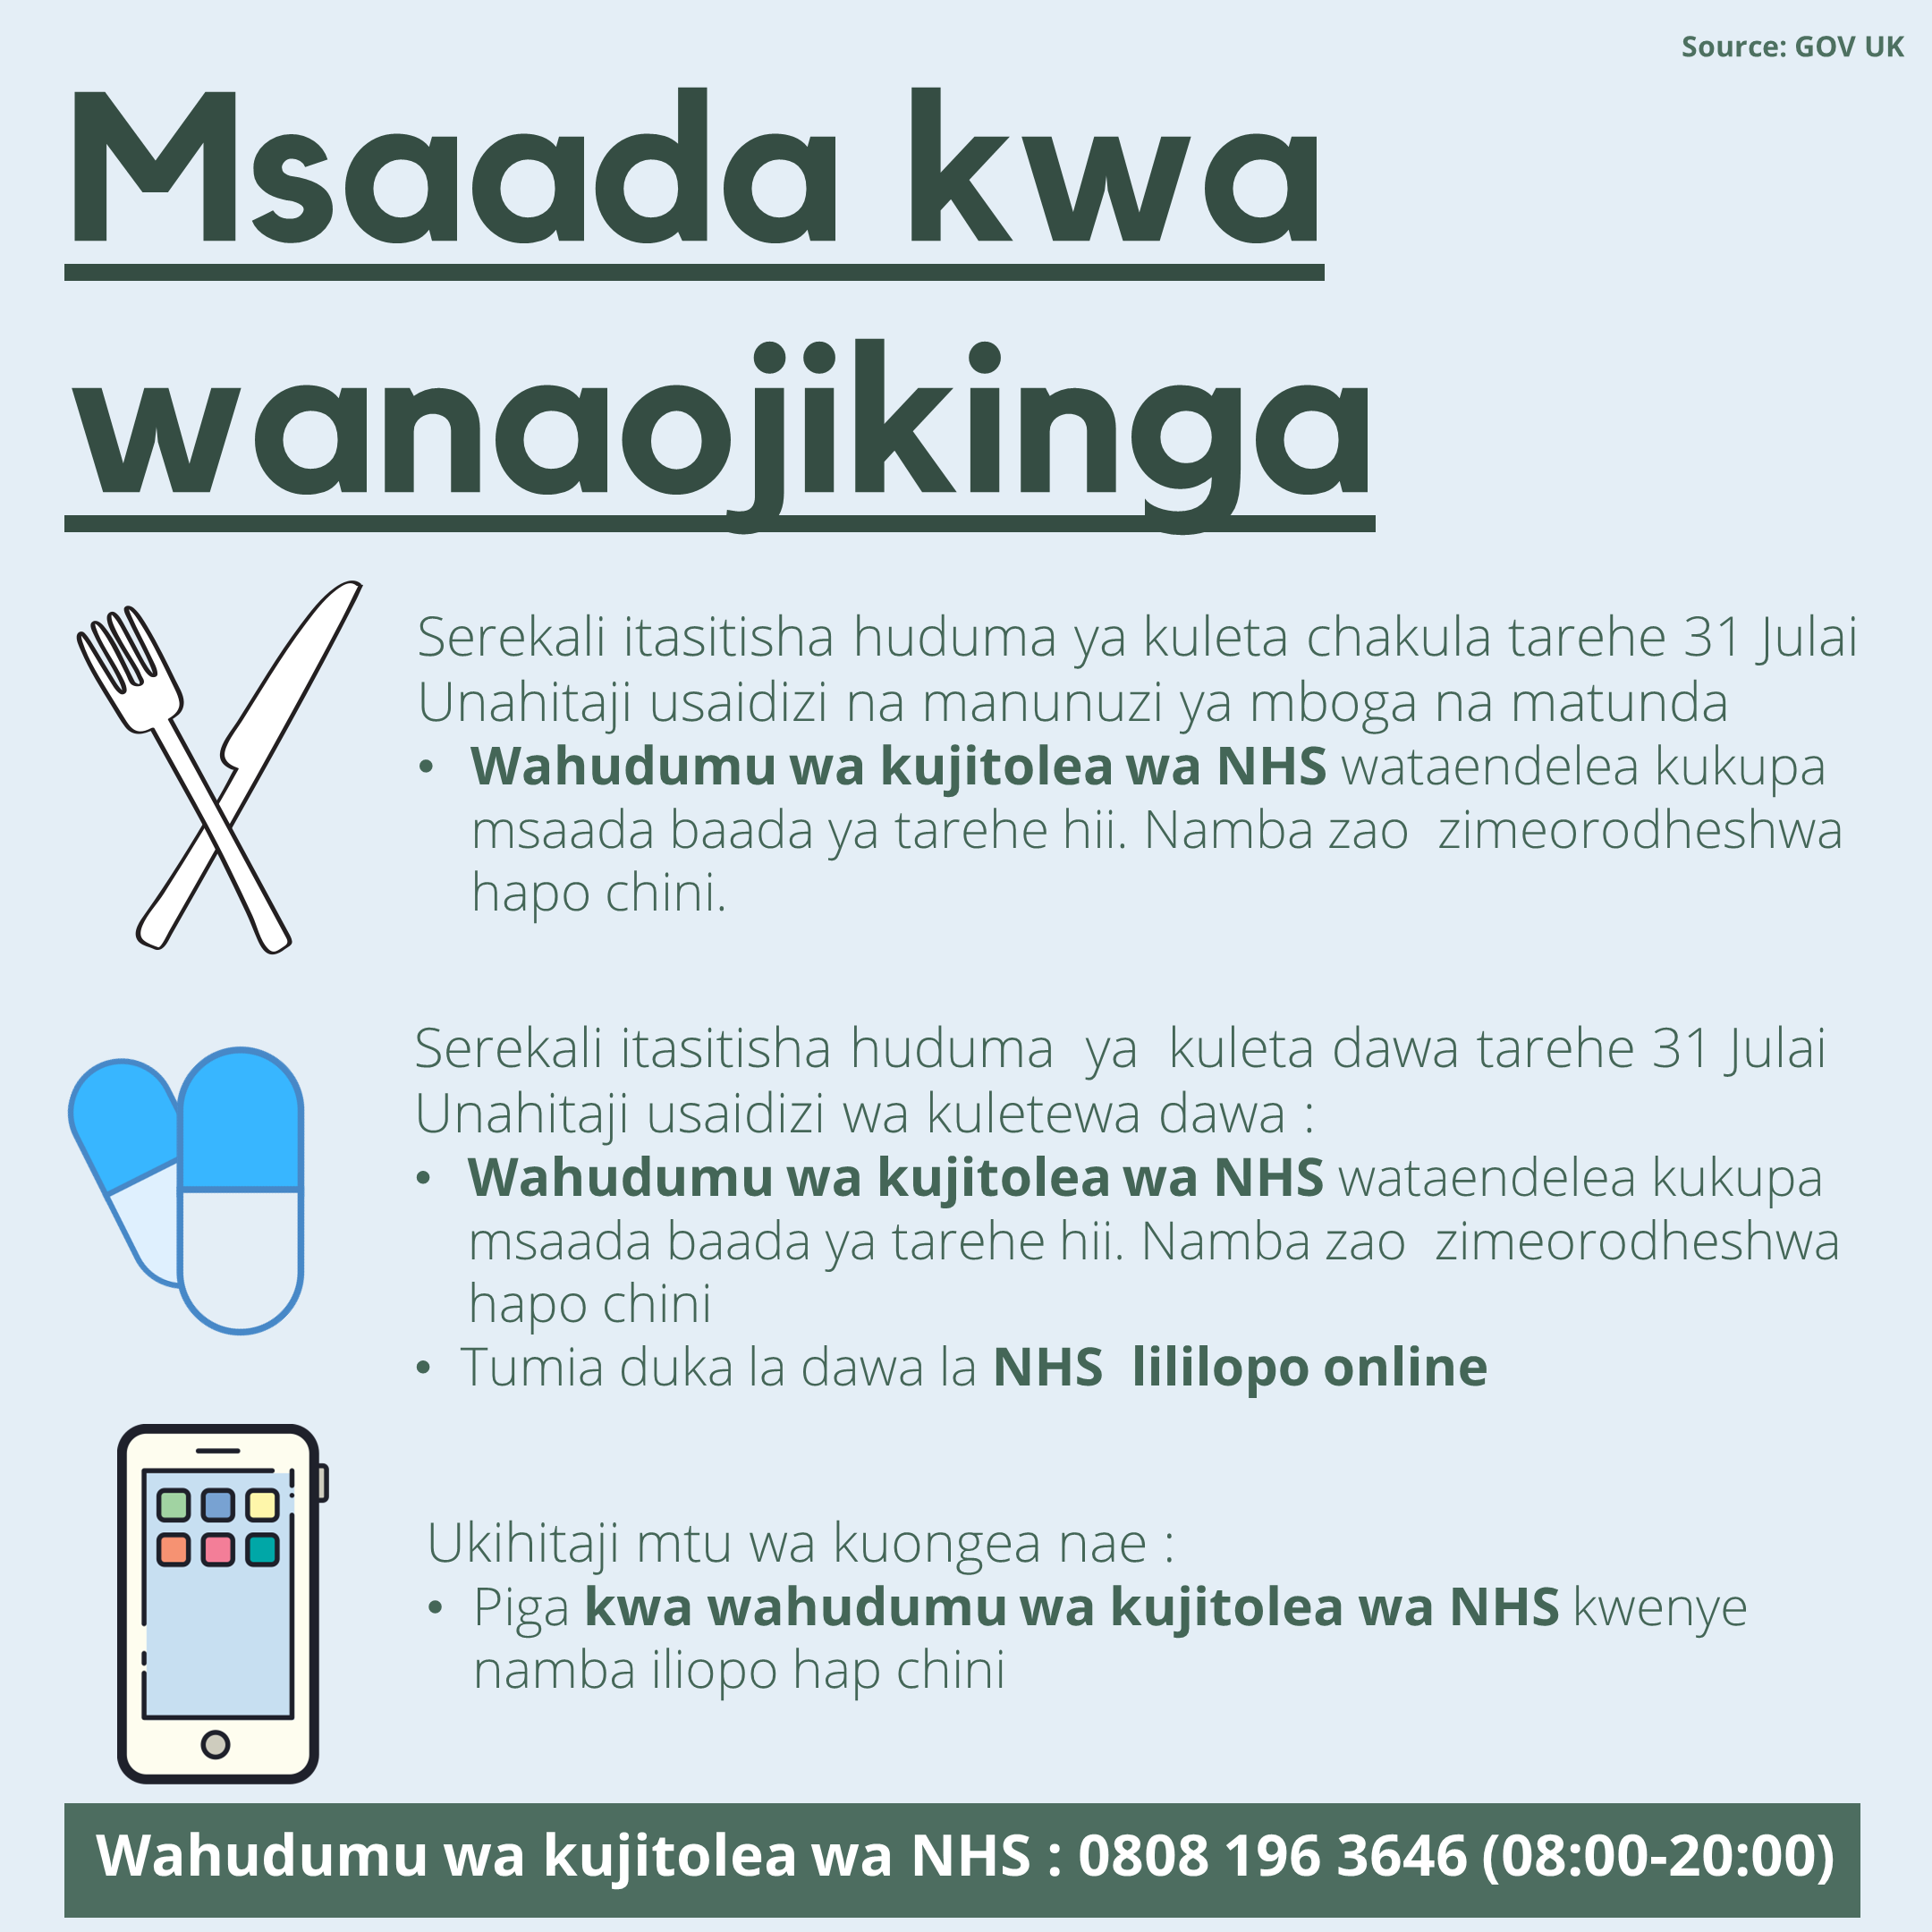 Source: GOV UK
Msaada kwa
wanaojikinga
Serekali itasitisha huduma ya kuleta chakula tarehe 31 Julai
Unahitaji usaidizi na manunuzi ya mboga na matunda
• Wahudumu wa kujitolea wa NHS wataendelea kukupa
msaada baada ya tarehe hii. Namba zao zimeorodheshwa
hapo chini.
Serekali itasitisha huduma ya kuleta dawa tarehe 31 Julai
Unahitaji usaidizi wa kuletewa dawa :
• Wahudumu wa kujitolea wa NHS wataendelea kukupa
msaada baada ya tarehe hii. Namba zao zimeorodheshwa
hapo chini
• Tumia duka la dawa la NHS lililopo online
Ukihitaji mtu wa kuongea nae :
• Piga kwa wahudumu wa kujitolea wa NHS kwenye
namba iliopo hap chini
Wahudumu wa kujitolea wa NHS : 0808 196 3646 (08:00-20:00)